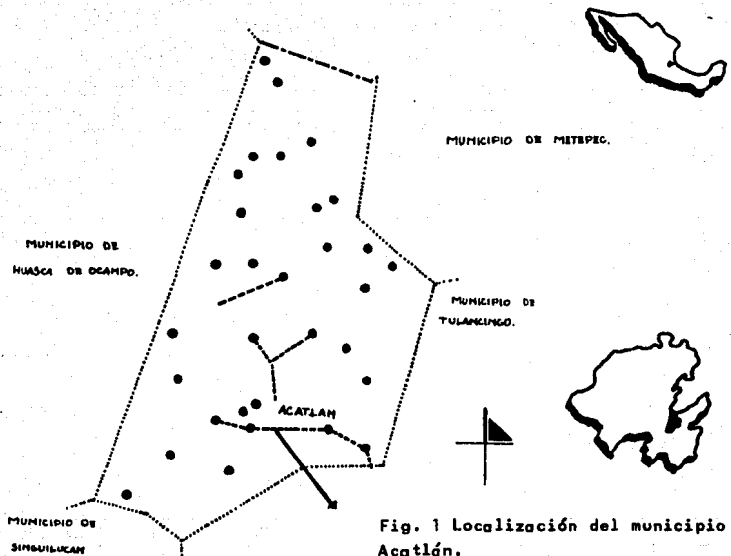 MUNICIPIO DE METEPEC.
MUNICIPIO DE
HUASCA DE OCAMPO.
MUNICIPIO DE
TULANCINGO.
ACATLAN
MUNICIPIO DE
SINGUILUCAN
Fig. 1 Localización del municipio
Acatlán.